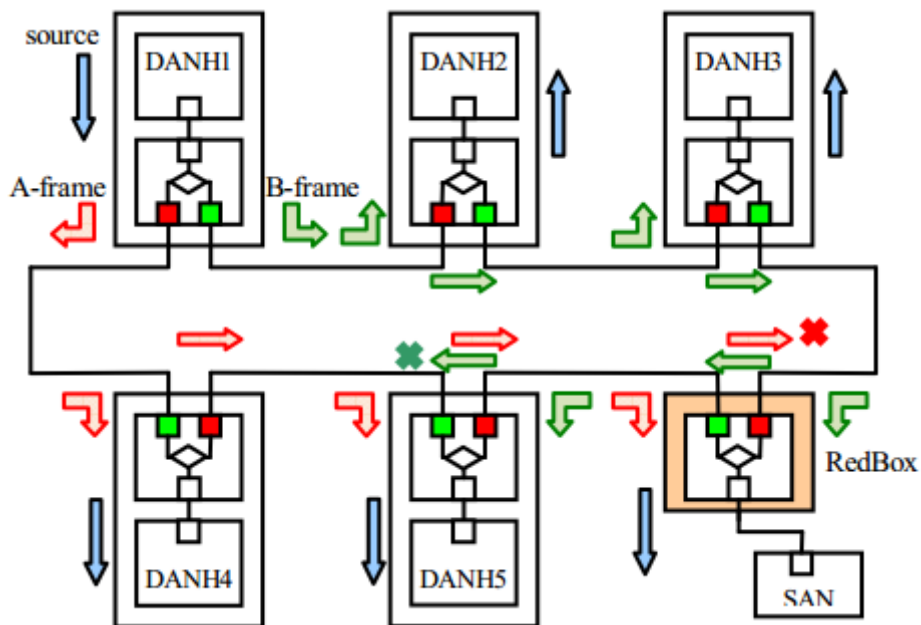 source
DANH1
DANH2
DANH3
A-frame
B-frame
RedBox
DANH4
DANH5
SAN